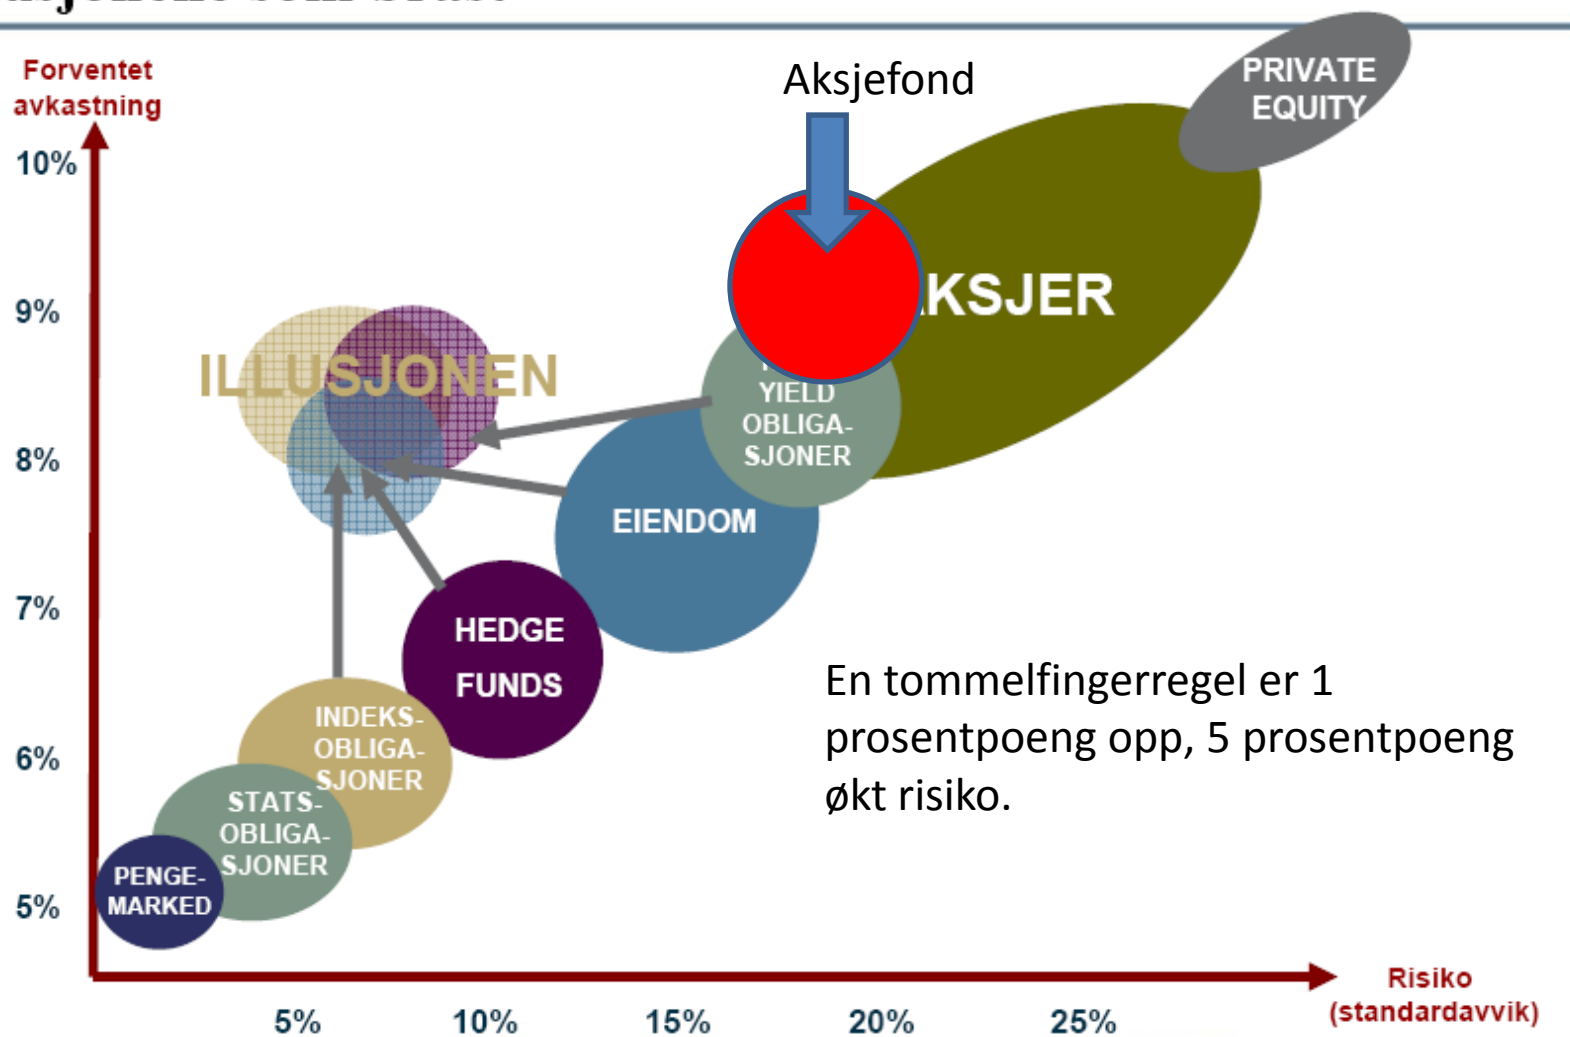 Forventet
avkastning
Aksjefond
PRIVATE
EQUITY
10%
9%
8%
7%
6%
5%
ILLUSJONEN
KSJER
YIELD
OBLIGA-
SJONER
EIENDOM
HEDGE
FUNDS
INDEKS-
OBLIGA-
SJONER
STATS-
OBLIGA-
SJONER
PENGE-
MARKED
En tommelfingerregel er 1
prosentpoeng opp, 5 prosentpoeng
økt risiko.
5%
10%
15%
20%
25%
Risiko
(standardavvik)